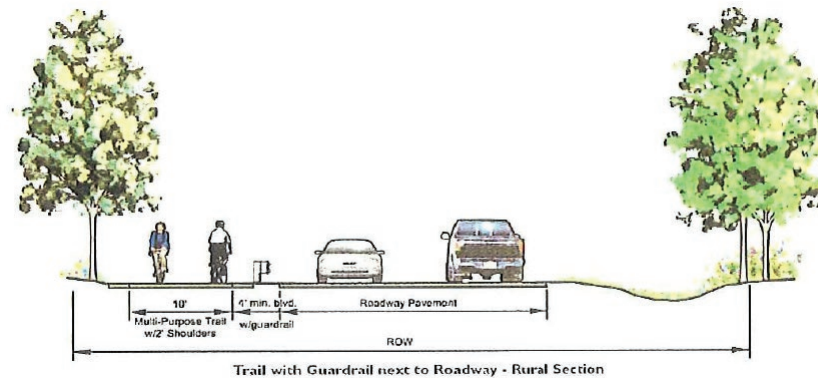 10'
Multi-Purpose Trail
w/2' Shoulders
4' min. blvd.
w/guardrail
Roadway Pavement
ROW
Trail with Guardrail next to Roadway - Rural Section